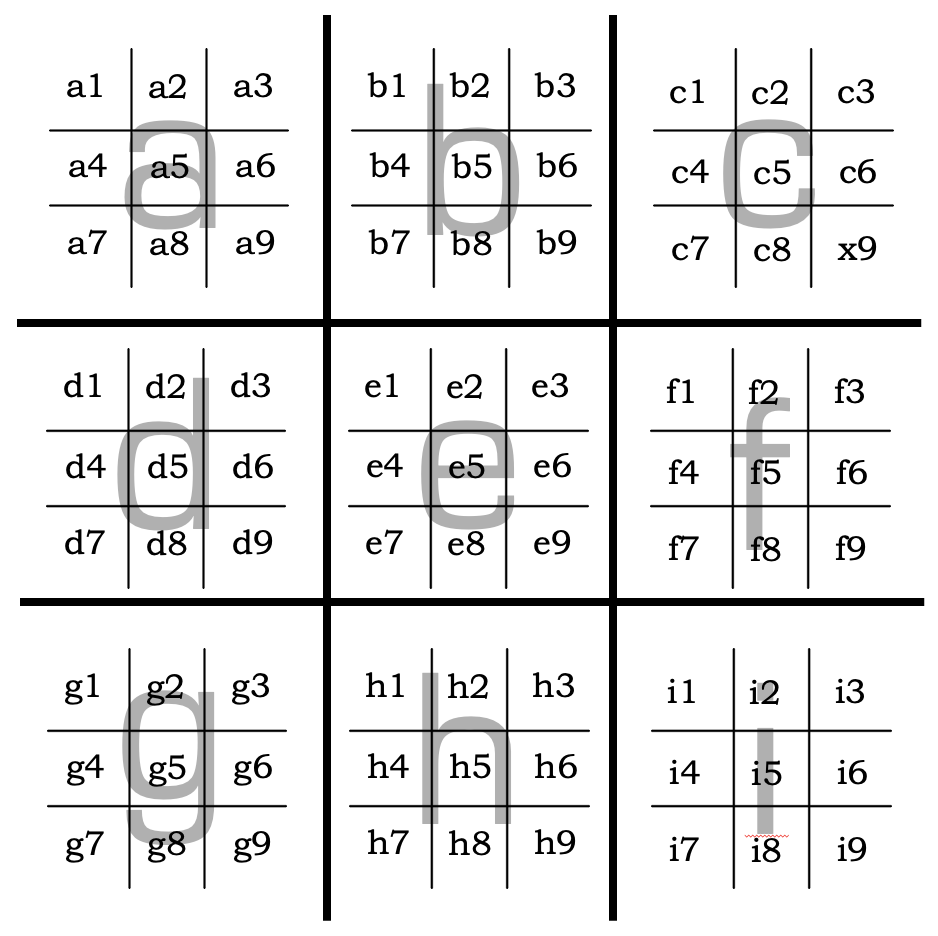 a1 a2 a3 b1 b2 b3 c1 c2 c3
a4 a5 a6 b4 b5 b6 c4 c5 c6
a7 a8 a9 b7 b8 b9 c7 c8 x9
a b c
d1 d2 d3 e1 e2 e3 f1 f2 f3
d4 d5 d6 e4 e5 e6 f4 f5 f6
d7 d8 d9 e7 e8 e9 f7 f8 f9
d e f
g1 g2 g3 h1 h2 h3 i1 i2 i3
g4 g5 g6 h4 h5 h6 i4 i5 i6
g7 g8 g9 h7 h8 h9 i7 i8 i9
g h i